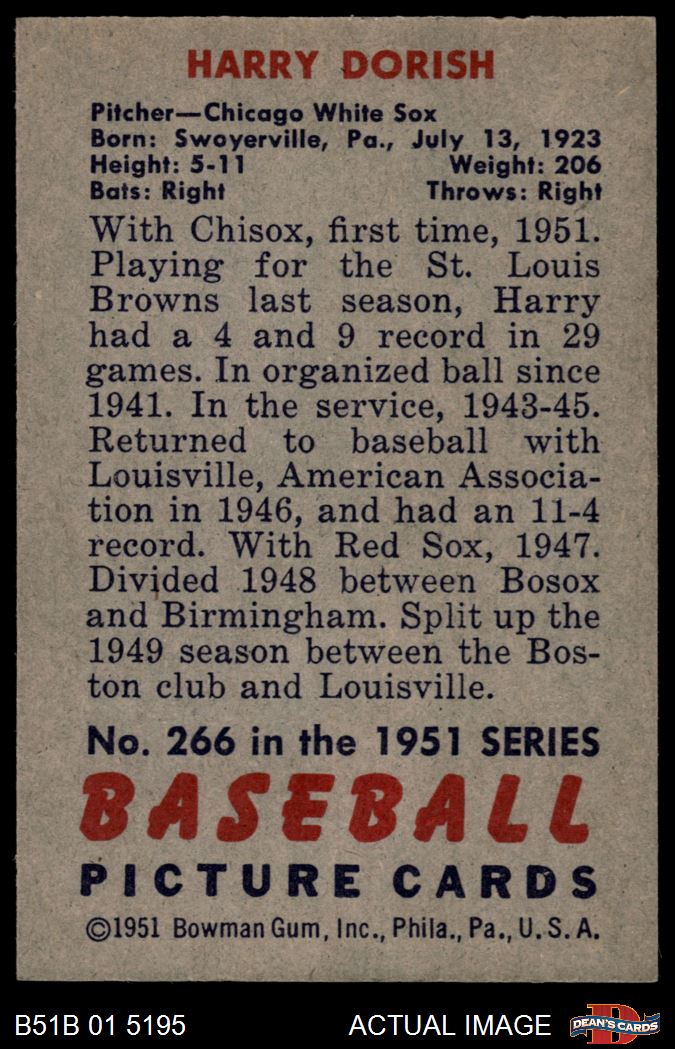 HARRY DORISH
Pitcher—Chicago White Sox
Born: Swoyerville, Pa., July 13, 1923
Height: 5-11 Weight: 206
Bats: Right Throws: Right
With Chisox, first time, 1951.
Playing for the St. Louis
Browns last season, Harry
had a 4 and 9 record in 29
games. In organized ball since
1941. In the service, 1943-45.
Returned to baseball with
Louisville, American Associa-
tion in 1946, and had an 11-4
record. With Red Sox, 1947.
Divided 1948 between Bosox
and Birmingham. Split up the
1949 season between the Bos-
ton club and Louisville.
No. 266 in the 1951 SERIES
BASEBALL
PICTURE CARDS
©1951 Bowman Gum, Inc., Phila., Pa., U. S. A.
B51B 01 5195 ACTUAL IMAGE D DEAN'S CARDS